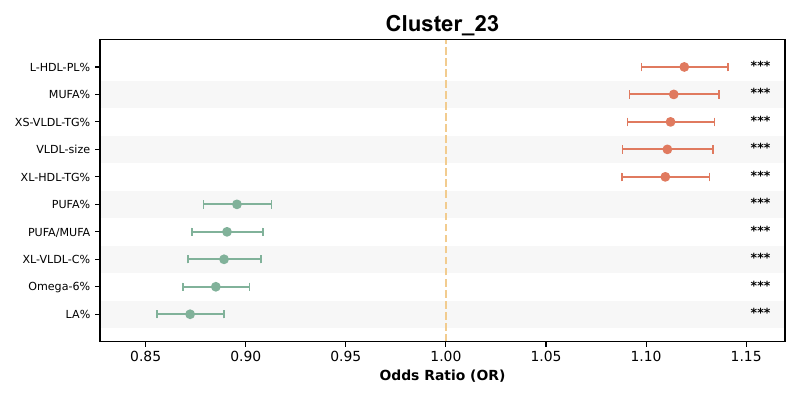 Cluster_23
L-HDL-PL% ***
MUFA% ***
XS-VLDL-TG% ***
VLDL-size ***
XL-HDL-TG% ***
PUFA% ***
PUFA/MUFA ***
XL-VLDL-C% ***
Omega-6% ***
LA% ***
0.85 0.90 0.95 1.00 1.05 1.10 1.15
Odds Ratio (OR)